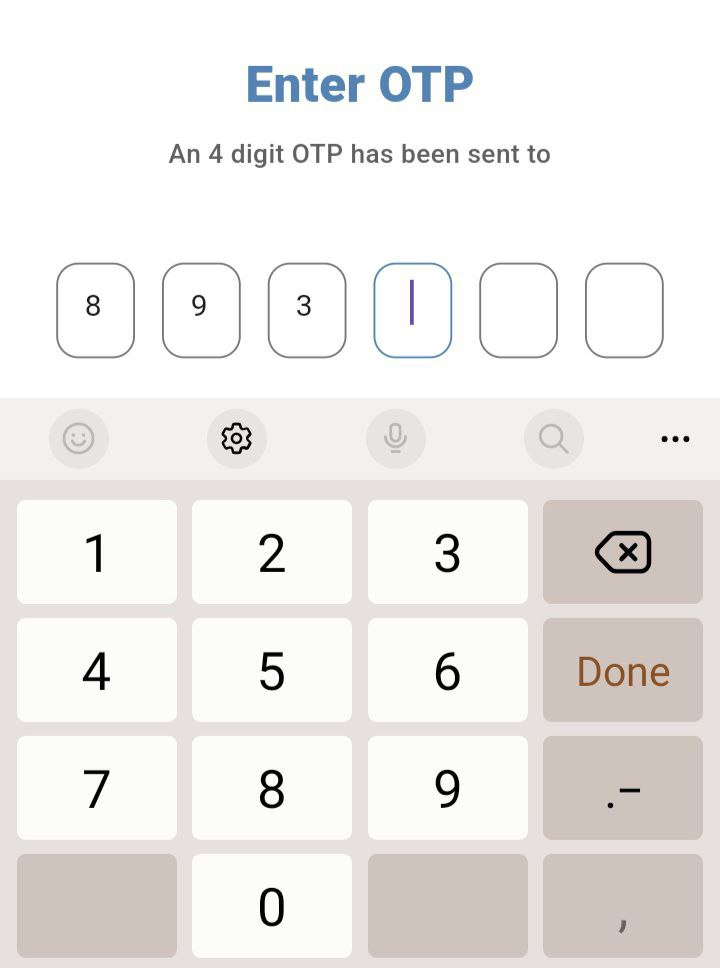 Enter OTP
An 4 digit OTP has been sent to
8 9 3
1 2 3
4 5 6 Done
7 8 9 .-
0 ,